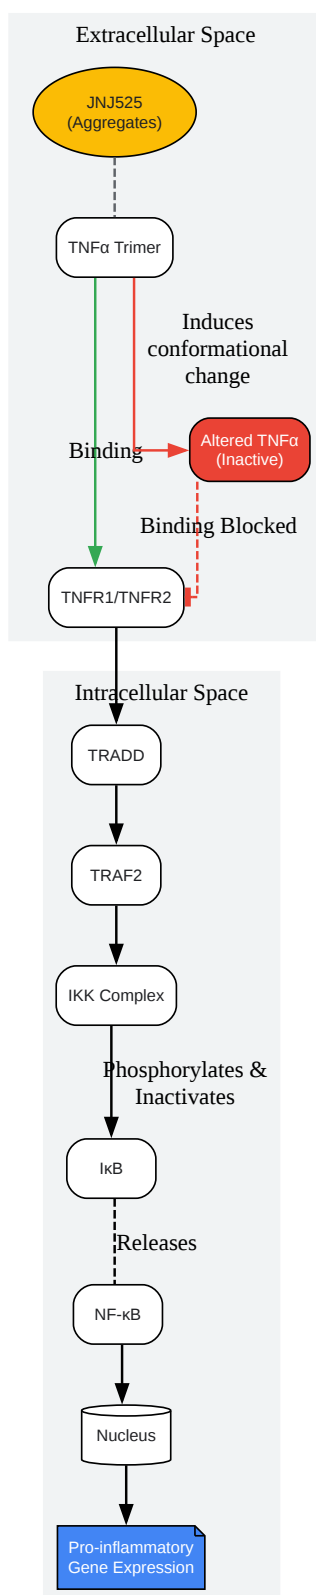 Extracellular Space
JNJ525
(Aggregates)
TNFα Trimer
Induces
conformational
change
Altered TNFα
(Inactive)
Binding
Binding Blocked
TNFR1/TNFR2
Intracellular Space
TRADD
TRAF2
IKK Complex
Phosphorylates &
Inactivates
IκB
Releases
NF-κB
Nucleus
Pro-inflammatory
Gene Expression